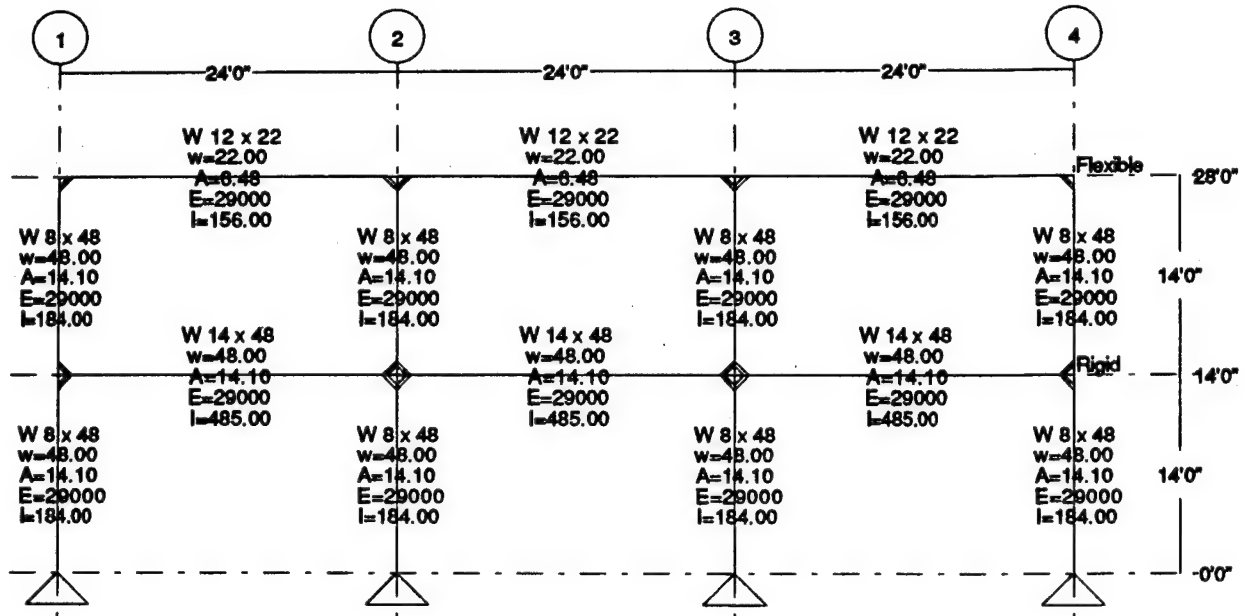 1 2 3 4
24'0" 24'0" 24'0"
W 12 x 22 W 12 x 22 W 12 x 22
w=22.00 w=22.00 w=22.00
A=6.48 A=6.48 A=6.48
E=29000 E=29000 E=29000
I=156.00 I=156.00 I=156.00
Flexible
28'0"
W 8 x 48 W 8 x 48 W 8 x 48 W 8 x 48
w=48.00 w=48.00 w=48.00 w=48.00
A=14.10 A=14.10 A=14.10 A=14.10
E=29000 E=29000 E=29000 E=29000
I=184.00 I=184.00 I=184.00 I=184.00
14'0"
W 14 x 48 W 14 x 48 W 14 x 48
w=48.00 w=48.00 w=48.00
A=14.10 A=14.10 A=14.10
E=29000 E=29000 E=29000
I=485.00 I=485.00 I=485.00
Rigid
14'0"
W 8 x 48 W 8 x 48 W 8 x 48 W 8 x 48
w=48.00 w=48.00 w=48.00 w=48.00
A=14.10 A=14.10 A=14.10 A=14.10
E=29000 E=29000 E=29000 E=29000
I=184.00 I=184.00 I=184.00 I=184.00
14'0"
0'0"